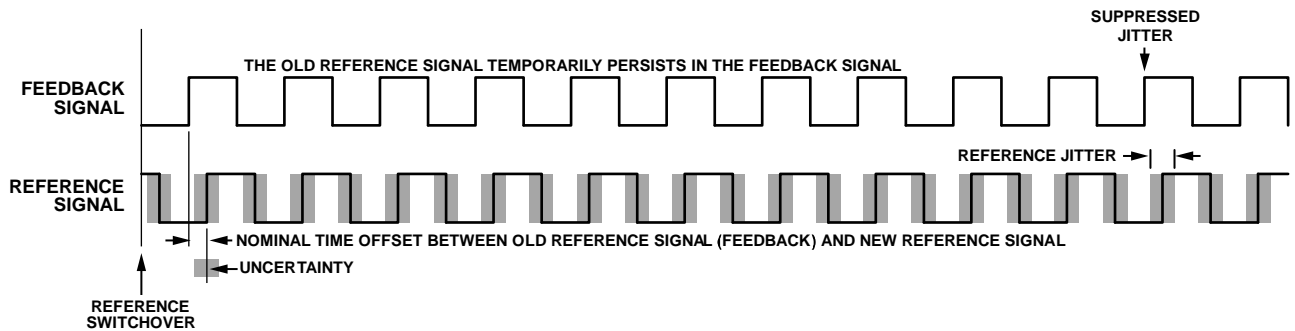 SUPPRESSED
JITTER
THE OLD REFERENCE SIGNAL TEMPORARILY PERSISTS IN THE FEEDBACK SIGNAL
FEEDBACK
SIGNAL
REFERENCE JITTER
REFERENCE
SIGNAL
NOMINAL TIME OFFSET BETWEEN OLD REFERENCE SIGNAL (FEEDBACK) AND NEW REFERENCE SIGNAL
UNCERTAINTY
REFERENCE
SWITCHOVER